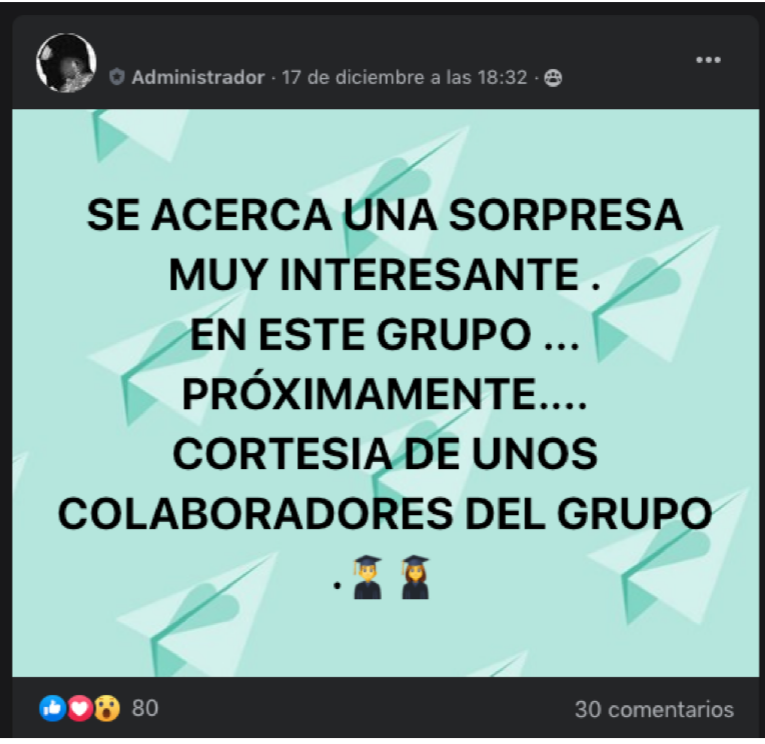 Administrador · 17 de diciembre a las 18:32 ·
SE ACERCA UNA SORPRESA
MUY INTERESANTE .
EN ESTE GRUPO ...
PRÓXIMAMENTE....
CORTESIA DE UNOS
COLABORADORES DEL GRUPO
. 👨‍🎓 👩‍🎓
80
30 comentarios